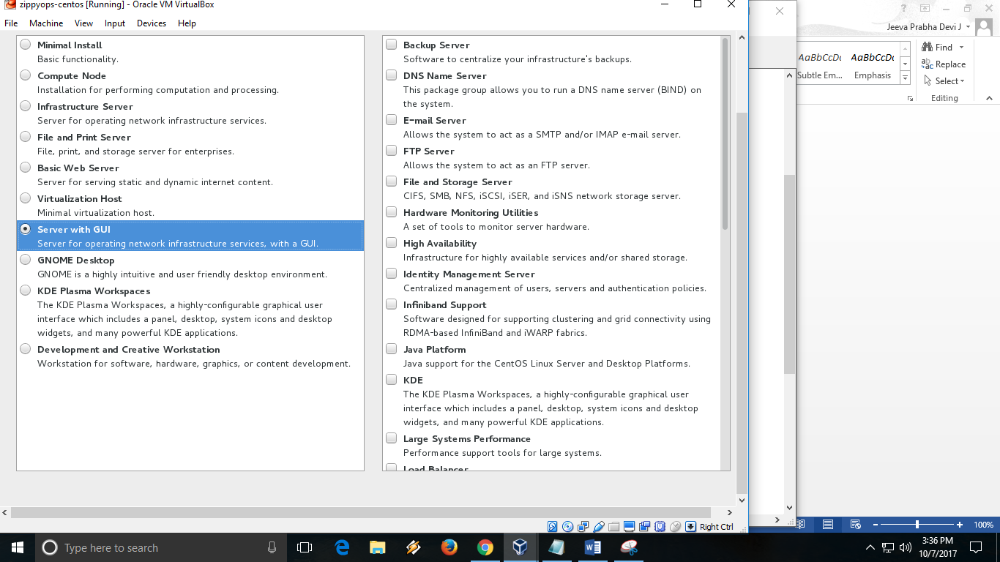 zippyops-centos [Running] - Oracle VM VirtualBox
File Machine View Input Devices Help
Minimal Install
Basic functionality.
Compute Node
Installation for performing computation and processing.
Infrastructure Server
Server for operating network infrastructure services.
File and Print Server
File, print, and storage server for enterprises.
Basic Web Server
Server for serving static and dynamic internet content.
Virtualization Host
Minimal virtualization host.
Server with GUI
Server for operating network infrastructure services, with a GUI.
GNOME Desktop
GNOME is a highly intuitive and user friendly desktop environment.
KDE Plasma Workspaces
The KDE Plasma Workspaces, a highly-configurable graphical user
interface which includes a panel, desktop, system icons and desktop
widgets, and many powerful KDE applications.
Development and Creative Workstation
Workstation for software, hardware, graphics, or content development.
Backup Server
Software to centralize your infrastructure's backups.
DNS Name Server
This package group allows you to run a DNS name server (BIND) on
the system.
E-mail Server
Allows the system to act as a SMTP and/or IMAP e-mail server.
FTP Server
Allows the system to act as an FTP server.
File and Storage Server
CIFS, SMB, NFS, iSCSI, iSER, and iSNS network storage server.
Hardware Monitoring Utilities
A set of tools to monitor server hardware.
High Availability
Infrastructure for highly available services and/or shared storage.
Identity Management Server
Centralized management of users, servers and authentication policies.
Infiniband Support
Software designed for supporting clustering and grid connectivity using
RDMA-based InfiniBand and iWARP fabrics.
Java Platform
Java support for the CentOS Linux Server and Desktop Platforms.
KDE
The KDE Plasma Workspaces, a highly-configurable graphical user
interface which includes a panel, desktop, system icons and desktop
widgets, and many powerful KDE applications.
Large Systems Performance
Performance support tools for large systems.
Load Balancer
Right Ctrl
Jeeva Prabha Devi J
AaBbCcDc AaBbCcDc
Subtle Em... Emphasis
Find
Replace
Select
Editing
100%
Type here to search
3:36 PM
10/7/2017